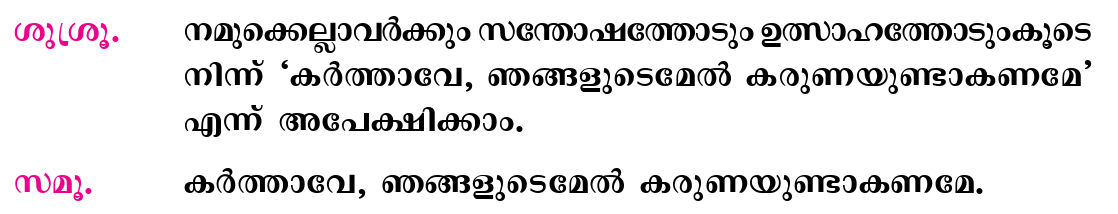 ശുശ്രൂ. നമുക്കെല്ലാവർക്കും സന്തോഷത്തോടും ഉത്സാഹത്തോടുംകൂടെ
നിന്ന് ‘കർത്താവേ, ഞങ്ങളുടെമേൽ കരുണയുണ്ടാകണമേ’
എന്ന് അപേക്ഷിക്കാം.
സമൂ. കർത്താവേ, ഞങ്ങളുടെമേൽ കരുണയുണ്ടാകണമേ.